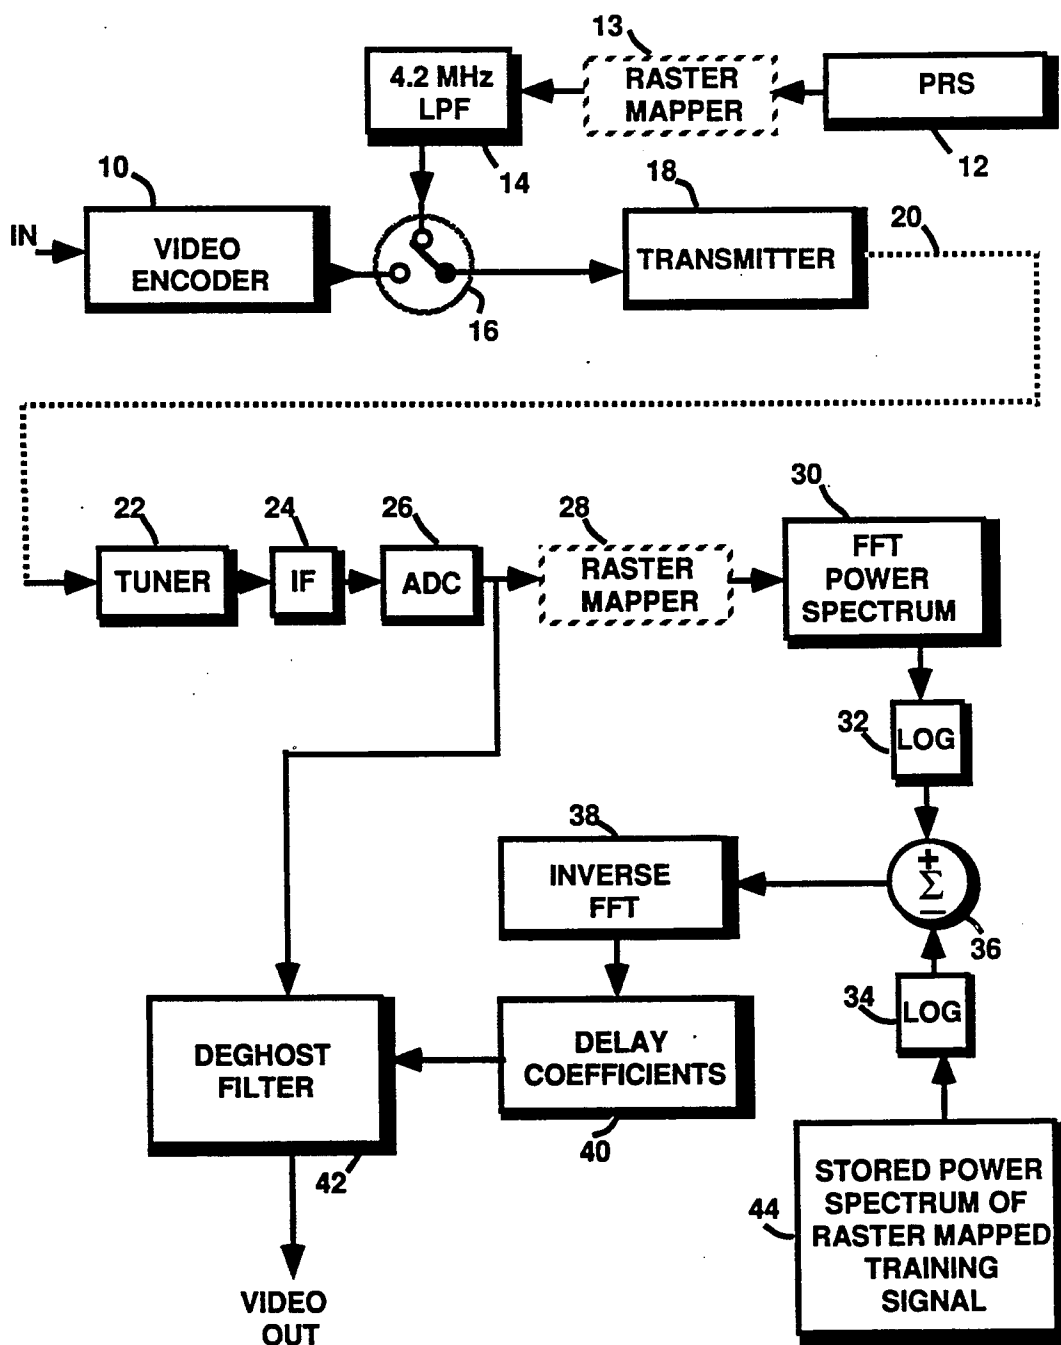 13
4.2 MHz
LPF
RASTER
MAPPER
PRS
10
14
18
12
IN
VIDEO
ENCODER
TRANSMITTER
20
16
22
24
26
28
30
TUNER
IF
ADC
RASTER
MAPPER
FFT
POWER
SPECTRUM
32
LOG
38
INVERSE
FFT
+
Σ
−
36
34
LOG
DEGHOST
FILTER
DELAY
COEFFICIENTS
40
42
44
STORED POWER
SPECTRUM OF
RASTER MAPPED
TRAINING
SIGNAL
VIDEO
OUT